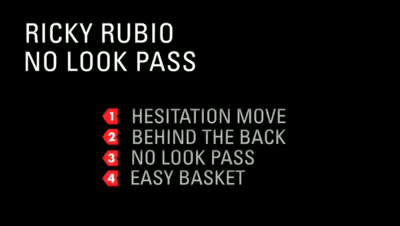 RICKY RUBIO
NO LOOK PASS
1 HESITATION MOVE
2 BEHIND THE BACK
3 NO LOOK PASS
4 EASY BASKET